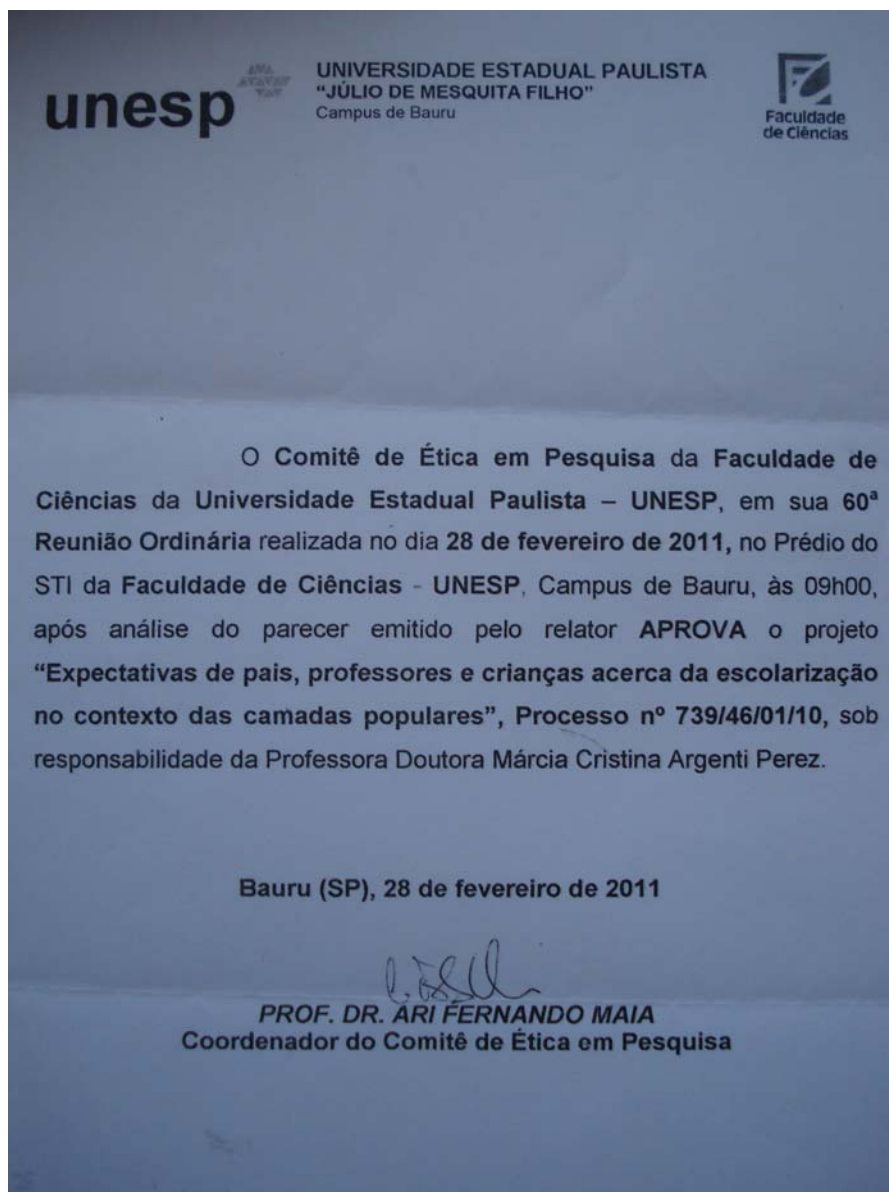 unesp
UNIVERSIDADE ESTADUAL PAULISTA
“JÚLIO DE MESQUITA FILHO”
Campus de Bauru
Faculdade
de Ciências
O Comitê de Ética em Pesquisa da Faculdade de
Ciências da Universidade Estadual Paulista – UNESP, em sua 60ª
Reunião Ordinária realizada no dia 28 de fevereiro de 2011, no Prédio do
STI da Faculdade de Ciências - UNESP, Campus de Bauru, às 09h00,
após análise do parecer emitido pelo relator APROVA o projeto
“Expectativas de pais, professores e crianças acerca da escolarização
no contexto das camadas populares”, Processo nº 739/46/01/10, sob
responsabilidade da Professora Doutora Márcia Cristina Argenti Perez.
Bauru (SP), 28 de fevereiro de 2011
PROF. DR. ARI FERNANDO MAIA
Coordenador do Comitê de Ética em Pesquisa